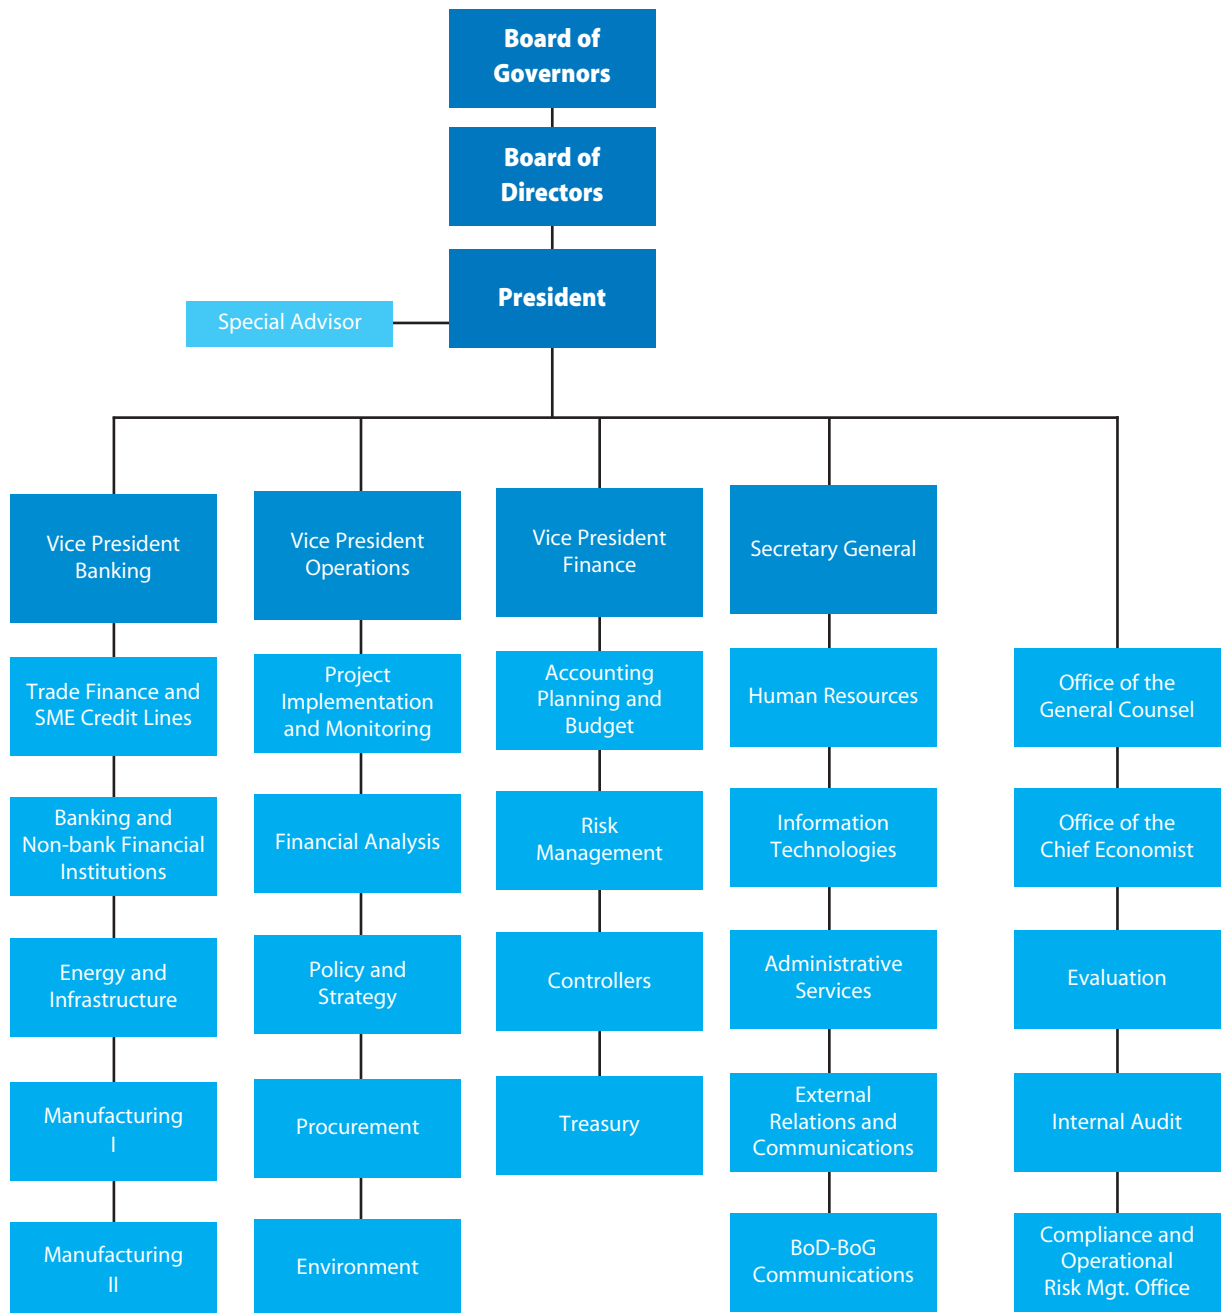 Board of
Governors
Board of
Directors
President
Special Advisor
Vice President
Banking
Trade Finance and
SME Credit Lines
Banking and
Non-bank Financial
Institutions
Energy and
Infrastructure
Manufacturing
I
Manufacturing
II
Vice President
Operations
Project
Implementation
and Monitoring
Financial Analysis
Policy and
Strategy
Procurement
Environment
Vice President
Finance
Accounting
Planning and
Budget
Risk
Management
Controllers
Treasury
Secretary General
Human Resources
Information
Technologies
Administrative
Services
External
Relations and
Communications
BoD-BoG
Communications
Office of the
General Counsel
Office of the
Chief Economist
Evaluation
Internal Audit
Compliance and
Operational
Risk Mgt. Office